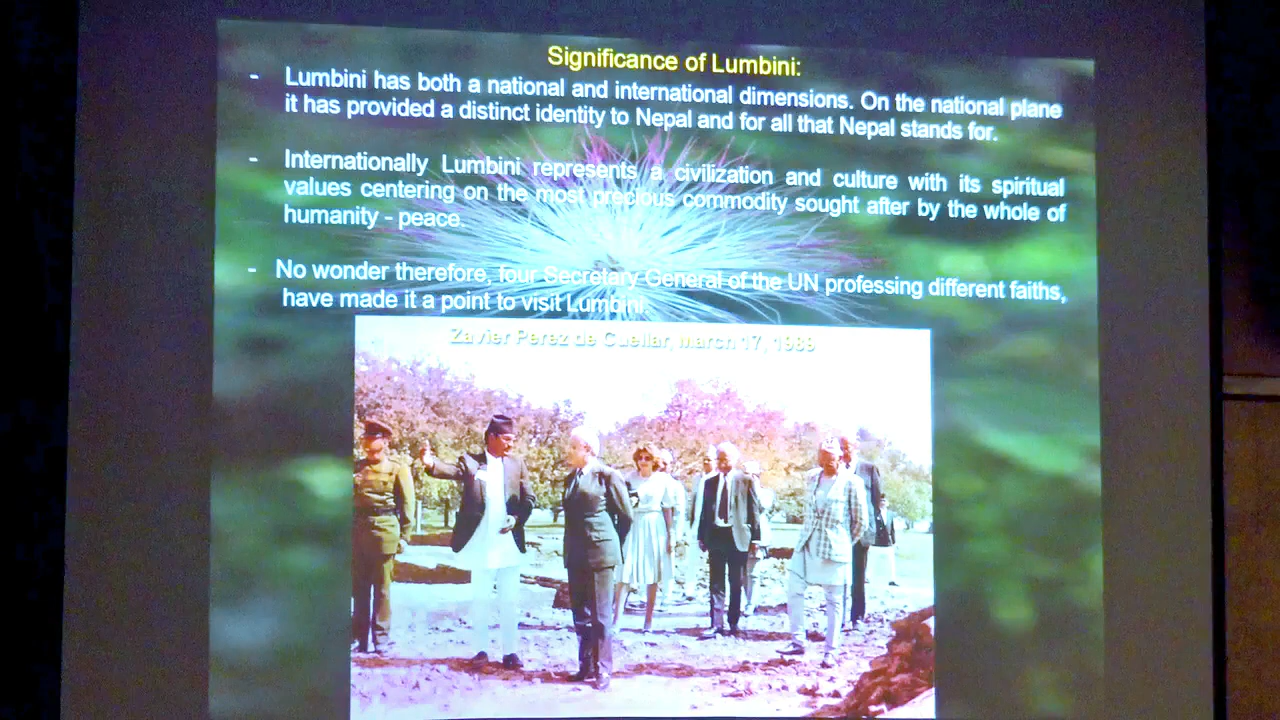 Significance of Lumbini:
- Lumbini has both a national and international dimensions. On the national plane
it has provided a distinct identity to Nepal and for all that Nepal stands for.
- Internationally Lumbini represents a civilization and culture with its spiritual
values centering on the most precious commodity sought after by the whole of
humanity - peace.
- No wonder therefore, four Secretary General of the UN professing different faiths,
have made it a point to visit Lumbini.
Zavier Perez de Cuellar, March 17, 1989